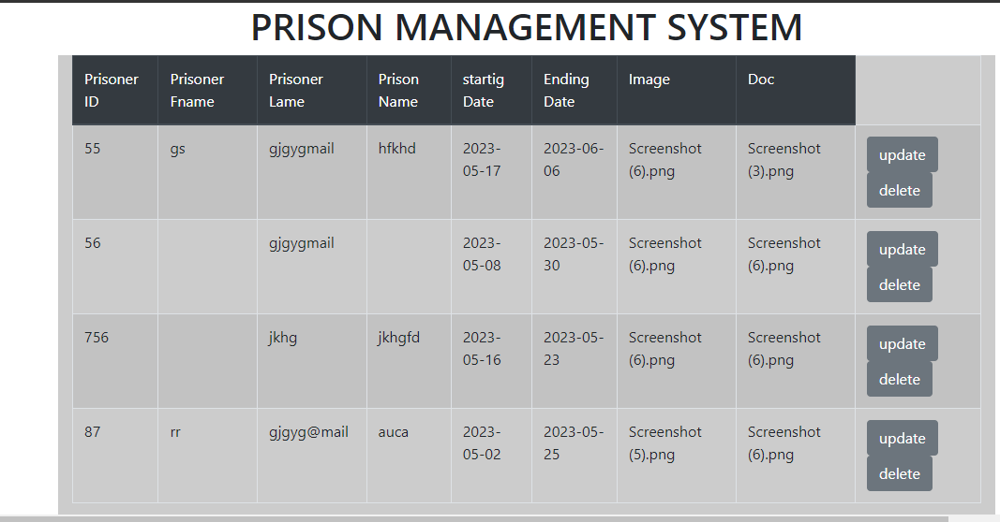 PRISON MANAGEMENT SYSTEM
Prisoner ID Prisoner Fname Prisoner Lame Prison Name startig Date Ending Date Image Doc
55 gs gjgygmail hfkhd 2023-05-17 2023-06-06 Screenshot (6).png Screenshot (3).png update delete
56 gjgygmail 2023-05-08 2023-05-30 Screenshot (6).png Screenshot (6).png update delete
756 jkhg jkhgfd 2023-05-16 2023-05-23 Screenshot (6).png Screenshot (6).png update delete
87 rr gjgyg@mail auca 2023-05-02 2023-05-25 Screenshot (5).png Screenshot (6).png update delete